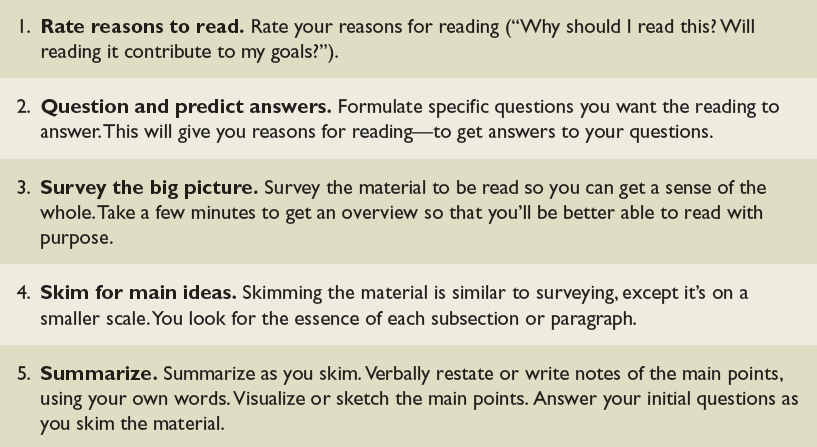 1. Rate reasons to read. Rate your reasons for reading (“Why should I read this? Will
reading it contribute to my goals?”).
2. Question and predict answers. Formulate specific questions you want the reading to
answer. This will give you reasons for reading—to get answers to your questions.
3. Survey the big picture. Survey the material to be read so you can get a sense of the
whole. Take a few minutes to get an overview so that you’ll be better able to read with
purpose.
4. Skim for main ideas. Skimming the material is similar to surveying, except it’s on a
smaller scale. You look for the essence of each subsection or paragraph.
5. Summarize. Summarize as you skim. Verbally restate or write notes of the main points,
using your own words. Visualize or sketch the main points. Answer your initial questions as
you skim the material.